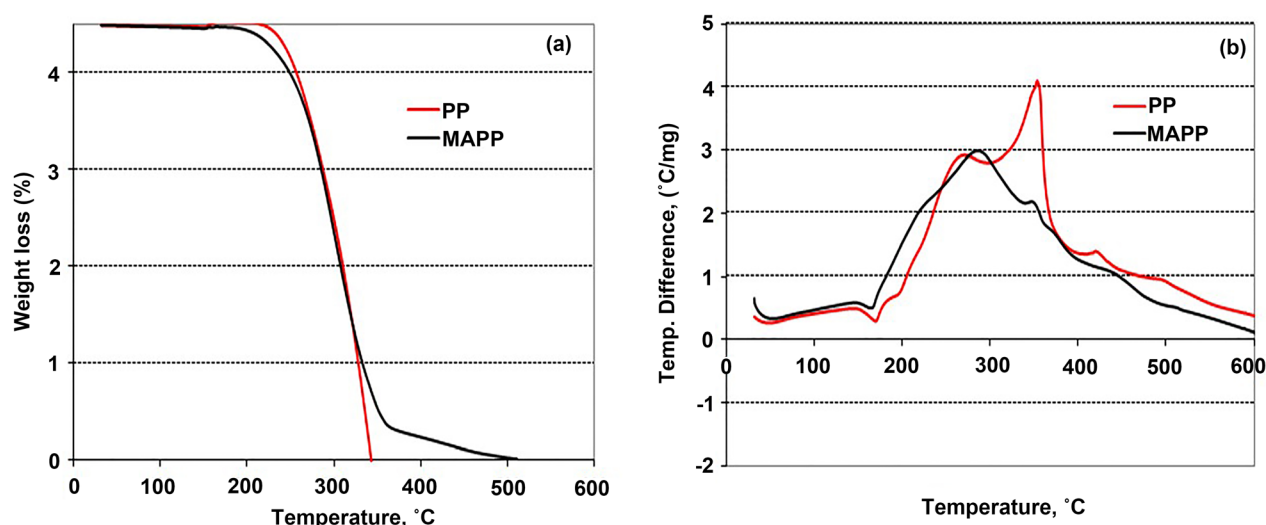 (a)
PP
MAPP
Weight loss (%)
4
3
2
1
0
0 100 200 300 400 500 600
Temperature, ˚C
(b)
PP
MAPP
Temp. Difference, (˚C/mg)
5
4
3
2
1
0
-1
-2
0 100 200 300 400 500 600
Temperature, ˚C